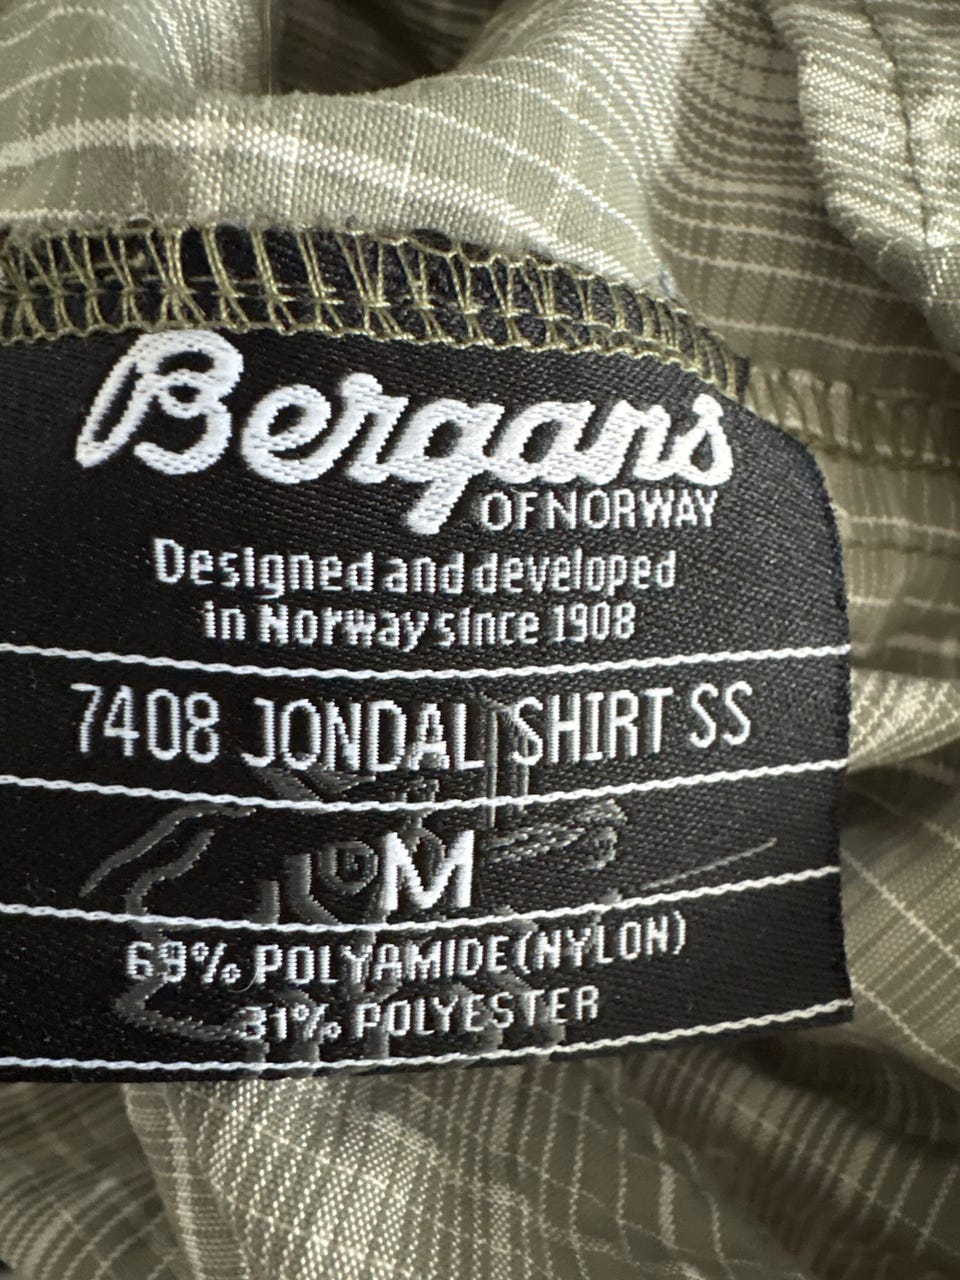 Bergans
OF NORWAY
Designed and developed
in Norway since 1908
7408 JONDAL SHIRT SS
M
69% POLYAMIDE(NYLON)
31% POLYESTER